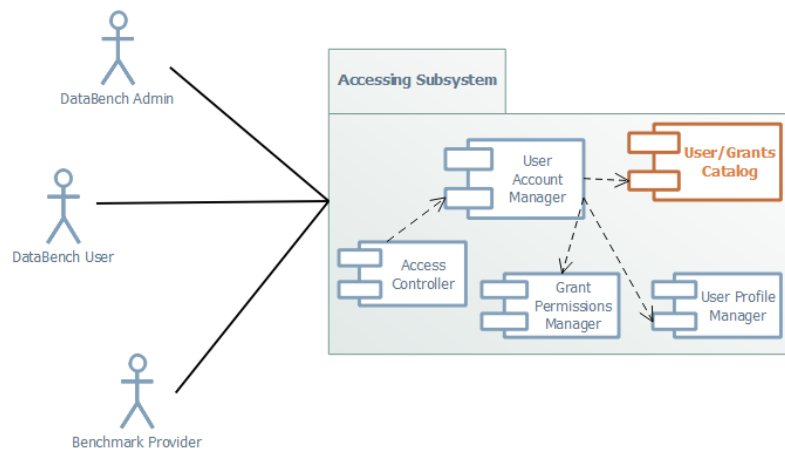 DataBench Admin
DataBench User
Benchmark Provider
Accessing Subsystem
User
Account
Manager
User/Grants
Catalog
Access
Controller
Grant
Permissions
Manager
User Profile
Manager